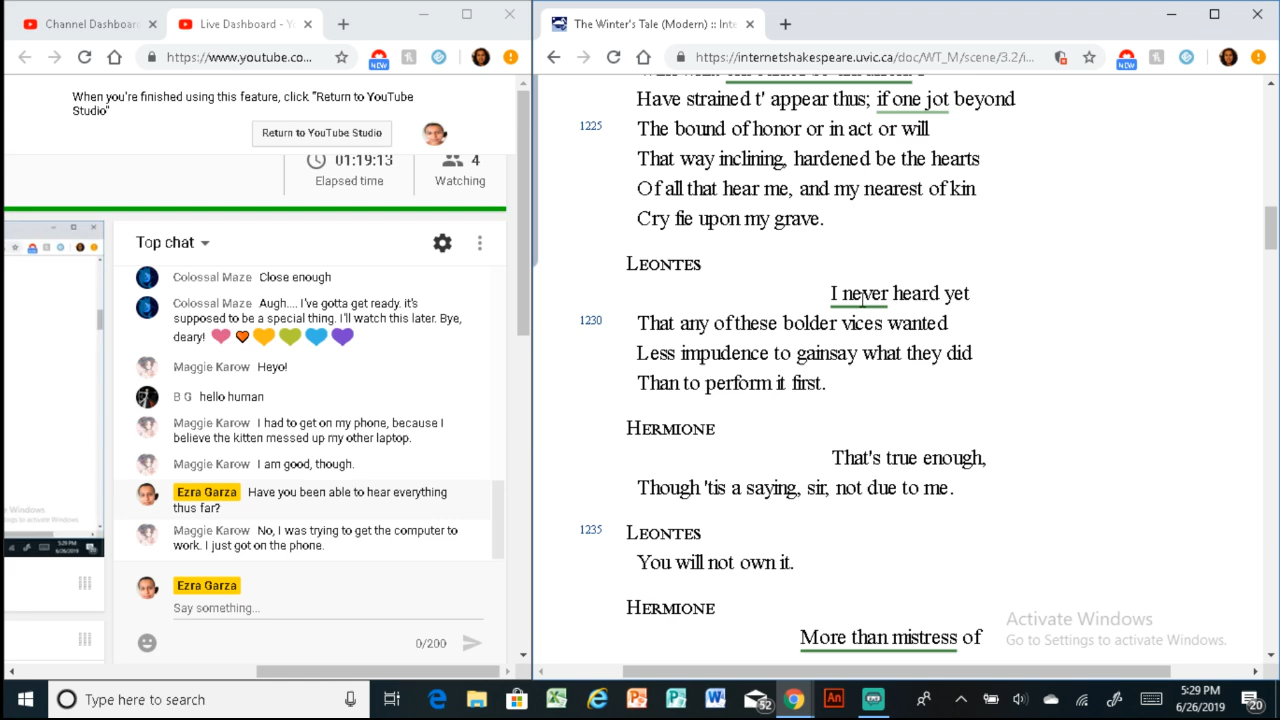 Channel Dashboard
Live Dashboard - Yo
The Winter's Tale (Modern) :: Inte
https://www.youtube.co...
NEW
https://internetshakespeare.uvic.ca/doc/WT_M/scene/3.2/i...
NEW
When you're finished using this feature, click "Return to YouTube
Studio"
Return to YouTube Studio
01:19:13
Elapsed time
4
Watching
Top chat
Colossal Maze Close enough
Colossal Maze Augh.... I've gotta get ready. it's
supposed to be a special thing. I'll watch this later. Bye,
deary!
Maggie Karow Heyo!
B G hello human
Maggie Karow I had to get on my phone, because I
believe the kitten messed up my other laptop.
Maggie Karow I am good, though.
Ezra Garza Have you been able to hear everything
thus far?
Maggie Karow No, I was trying to get the computer to
work. I just got on the phone.
Ezra Garza
Say something...
0/200
5:29 PM
6/26/2019
Have strained t' appear thus; if one jot beyond
1225 The bound of honor or in act or will
That way inclining, hardened be the hearts
Of all that hear me, and my nearest of kin
Cry fie upon my grave.
LEONTES
I never heard yet
1230 That any of these bolder vices wanted
Less impudence to gainsay what they did
Than to perform it first.
HERMIONE
That's true enough,
Though 'tis a saying, sir, not due to me.
1235 LEONTES
You will not own it.
HERMIONE
More than mistress of
Activate Windows
Go to Settings to activate Windows.
Type here to search
52
5:29 PM
6/26/2019
20